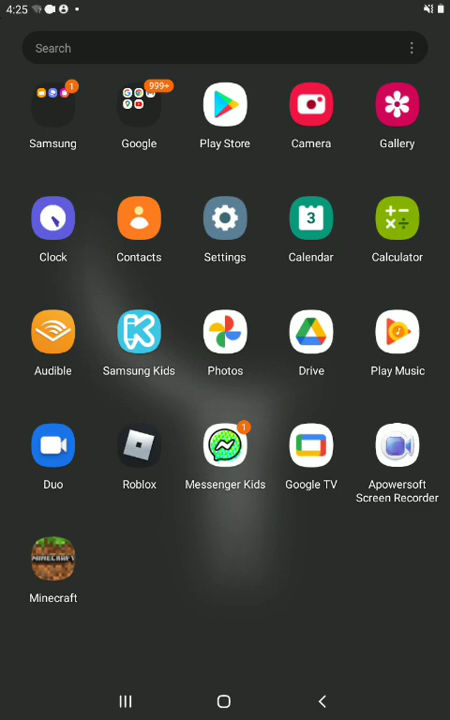 4:25
Search
1
999+
Samsung
Google
Play Store
Camera
Gallery
3
Clock
Contacts
Settings
Calendar
Calculator
Audible
Samsung Kids
Photos
Drive
Play Music
1
Duo
Roblox
Messenger Kids
Google TV
Apowersoft
Screen Recorder
MINECRAFT
Minecraft